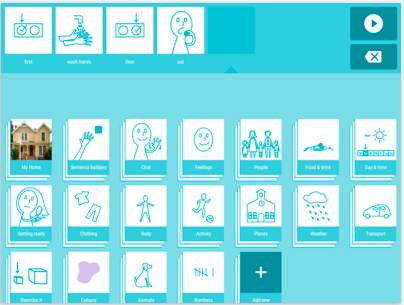 first
wash hands
then
eat
My Home
Sentence builders
Chat
Feelings
People
Food & drink
Day & time
Getting ready
Clothing
Body
Activity
Places
Weather
Transport
Describe it
Colours
Animals
Numbers
Add new